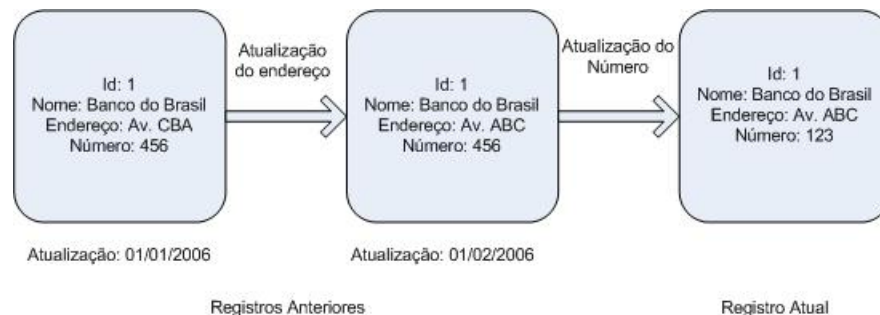 Id: 1
Nome: Banco do Brasil
Endereço: Av. CBA
Número: 456
Atualização
do endereço
Id: 1
Nome: Banco do Brasil
Endereço: Av. ABC
Número: 456
Atualização do
Número
Id: 1
Nome: Banco do Brasil
Endereço: Av. ABC
Número: 123
Atualização: 01/01/2006
Atualização: 01/02/2006
Registros Anteriores
Registro Atual